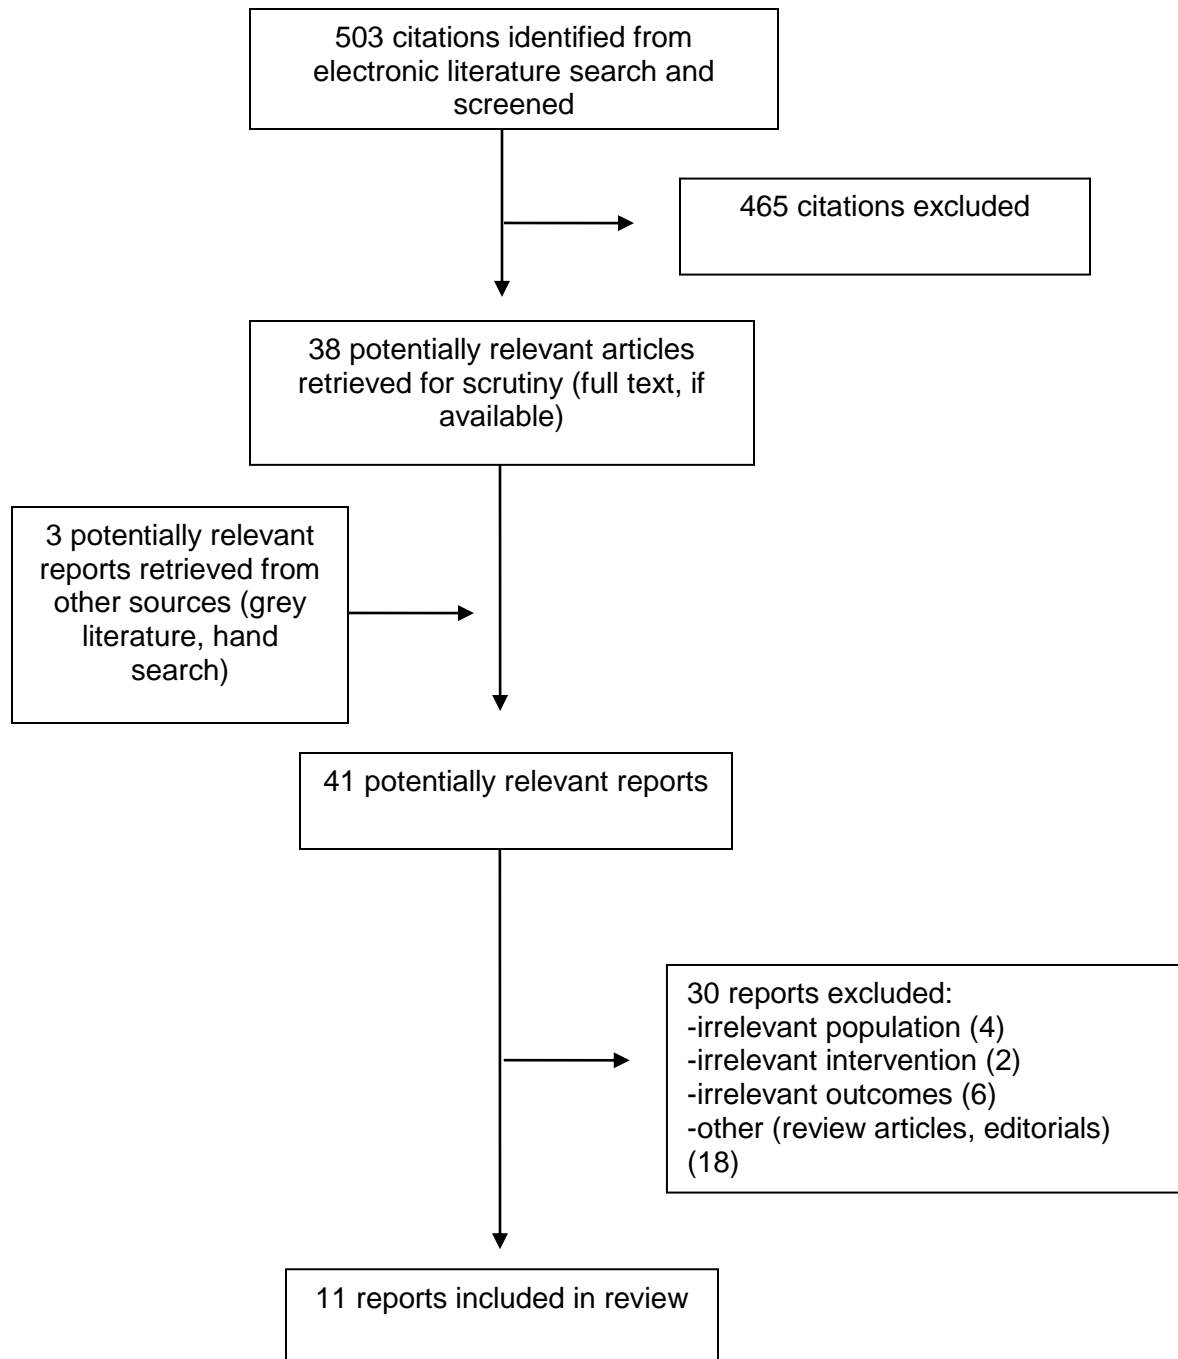 503 citations identified from
electronic literature search and
screened
465 citations excluded
38 potentially relevant articles
retrieved for scrutiny (full text, if
available)
3 potentially relevant
reports retrieved from
other sources (grey
literature, hand
search)
41 potentially relevant reports
30 reports excluded:
-irrelevant population (4)
-irrelevant intervention (2)
-irrelevant outcomes (6)
-other (review articles, editorials)
(18)
11 reports included in review